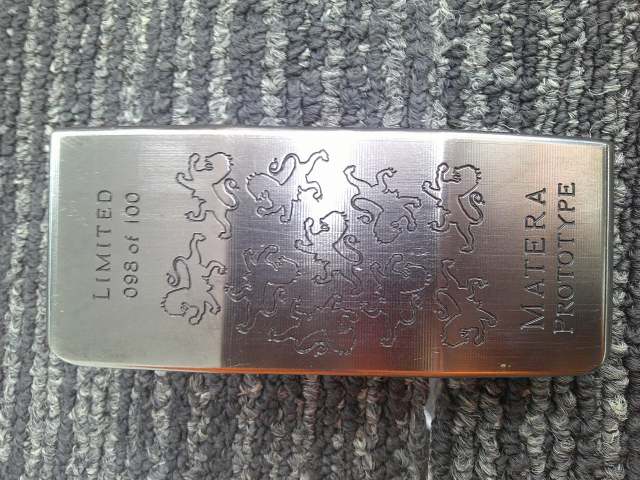 LIMITED
098 of 100
MATERA
PROTOTYPE